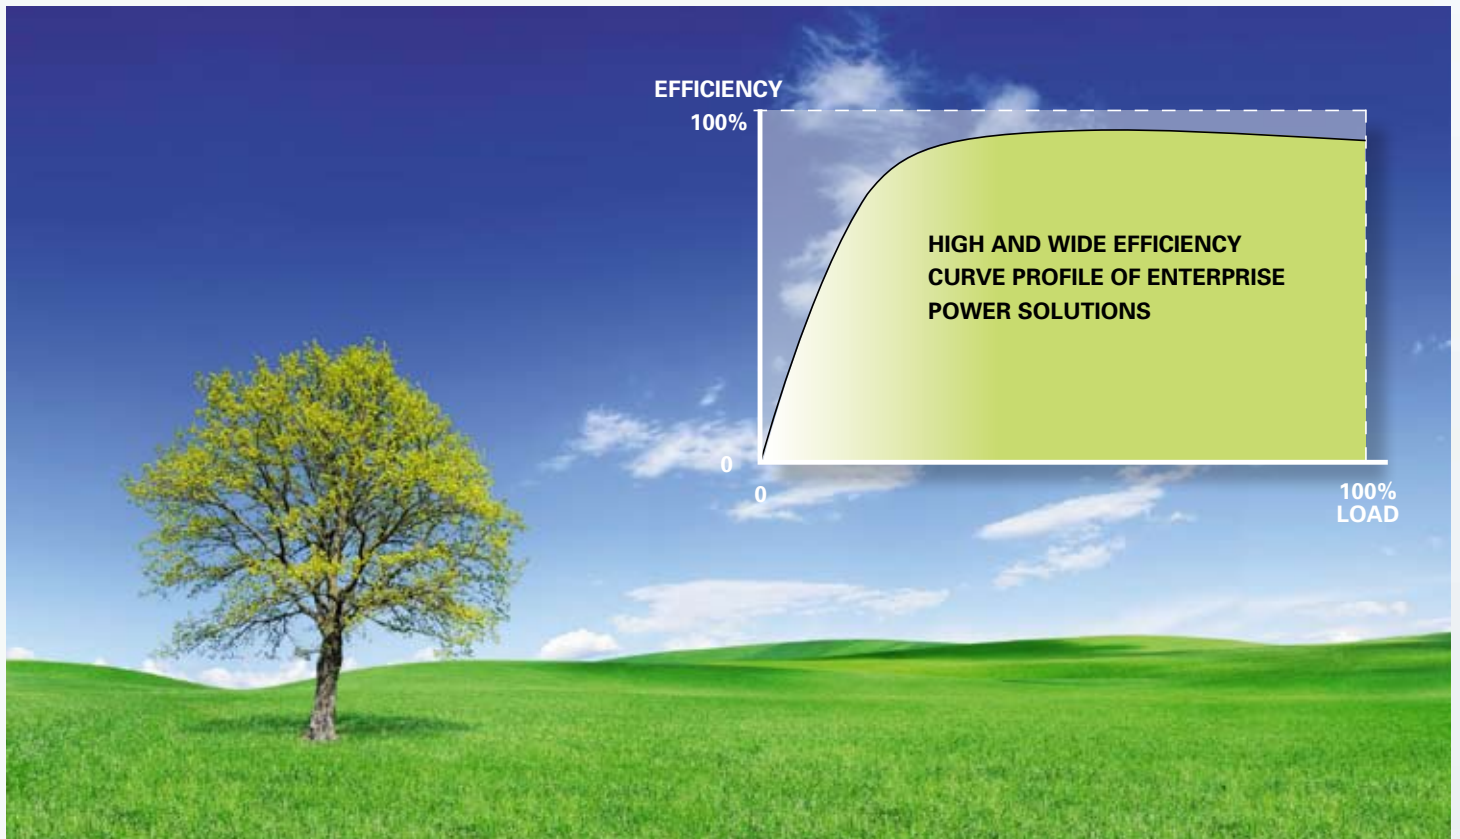 EFFICIENCY
100%
HIGH AND WIDE EFFICIENCY
CURVE PROFILE OF ENTERPRISE
POWER SOLUTIONS
0
0
100%
LOAD